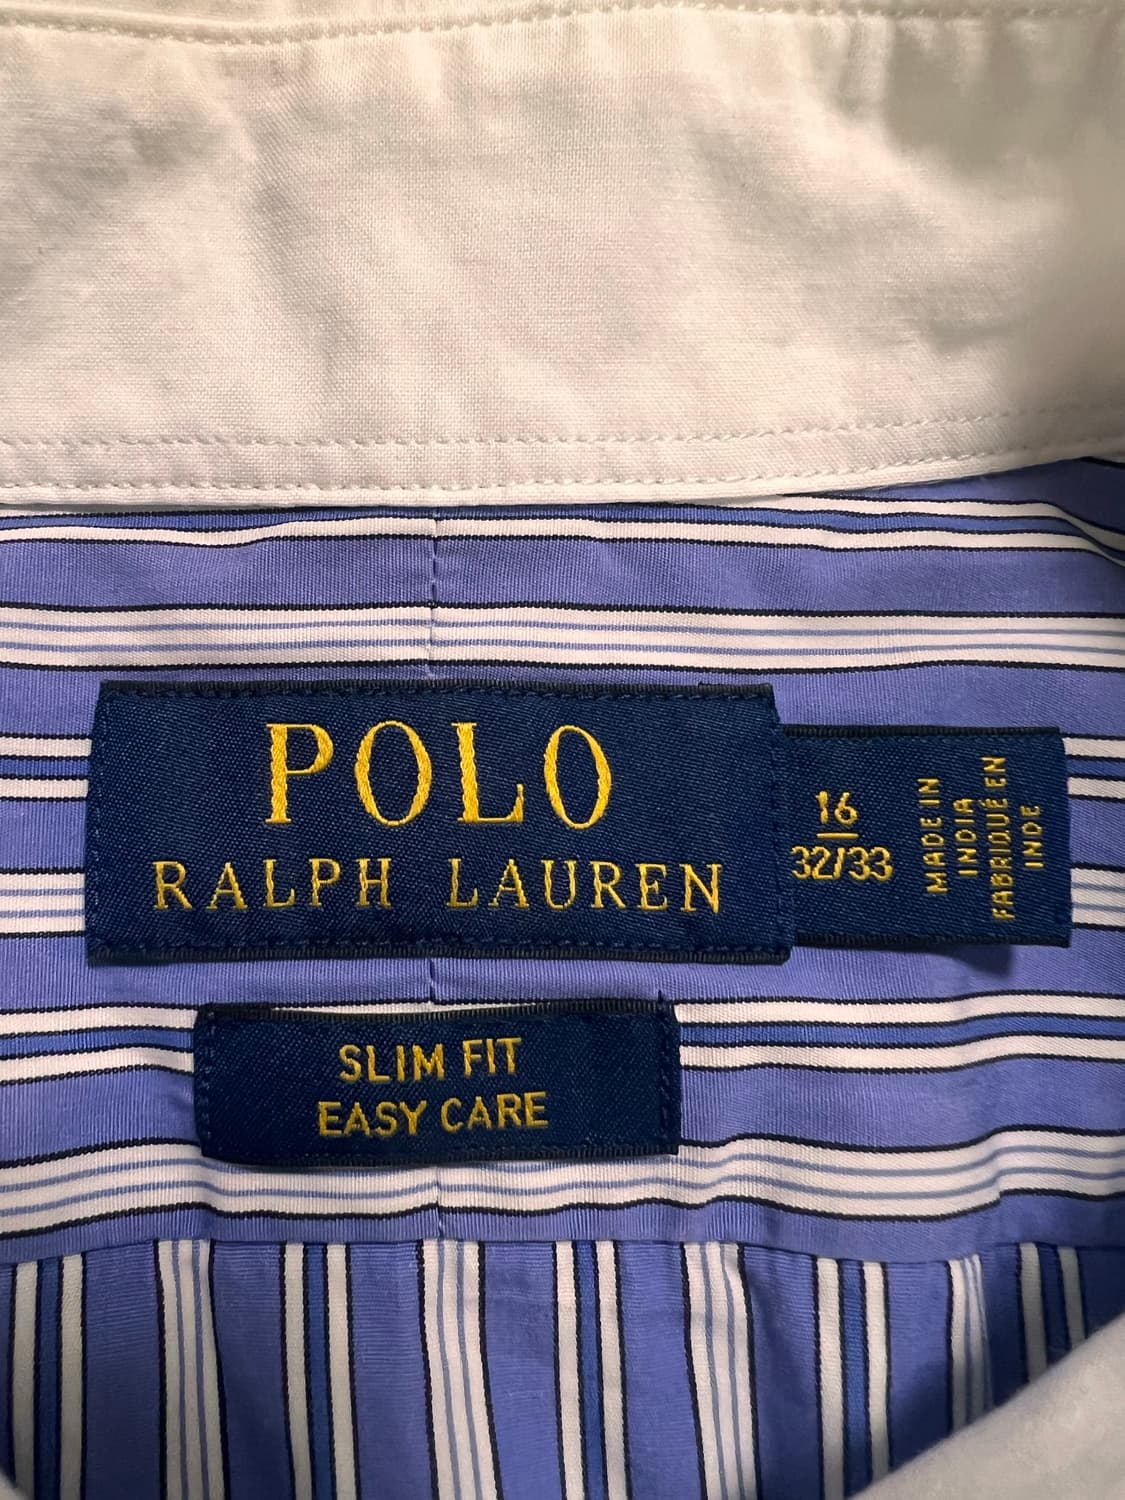 POLO
RALPH LAUREN
16
32/33
MADE IN
INDIA
FABRIQUÉ EN
INDE
SLIM FIT
EASY CARE